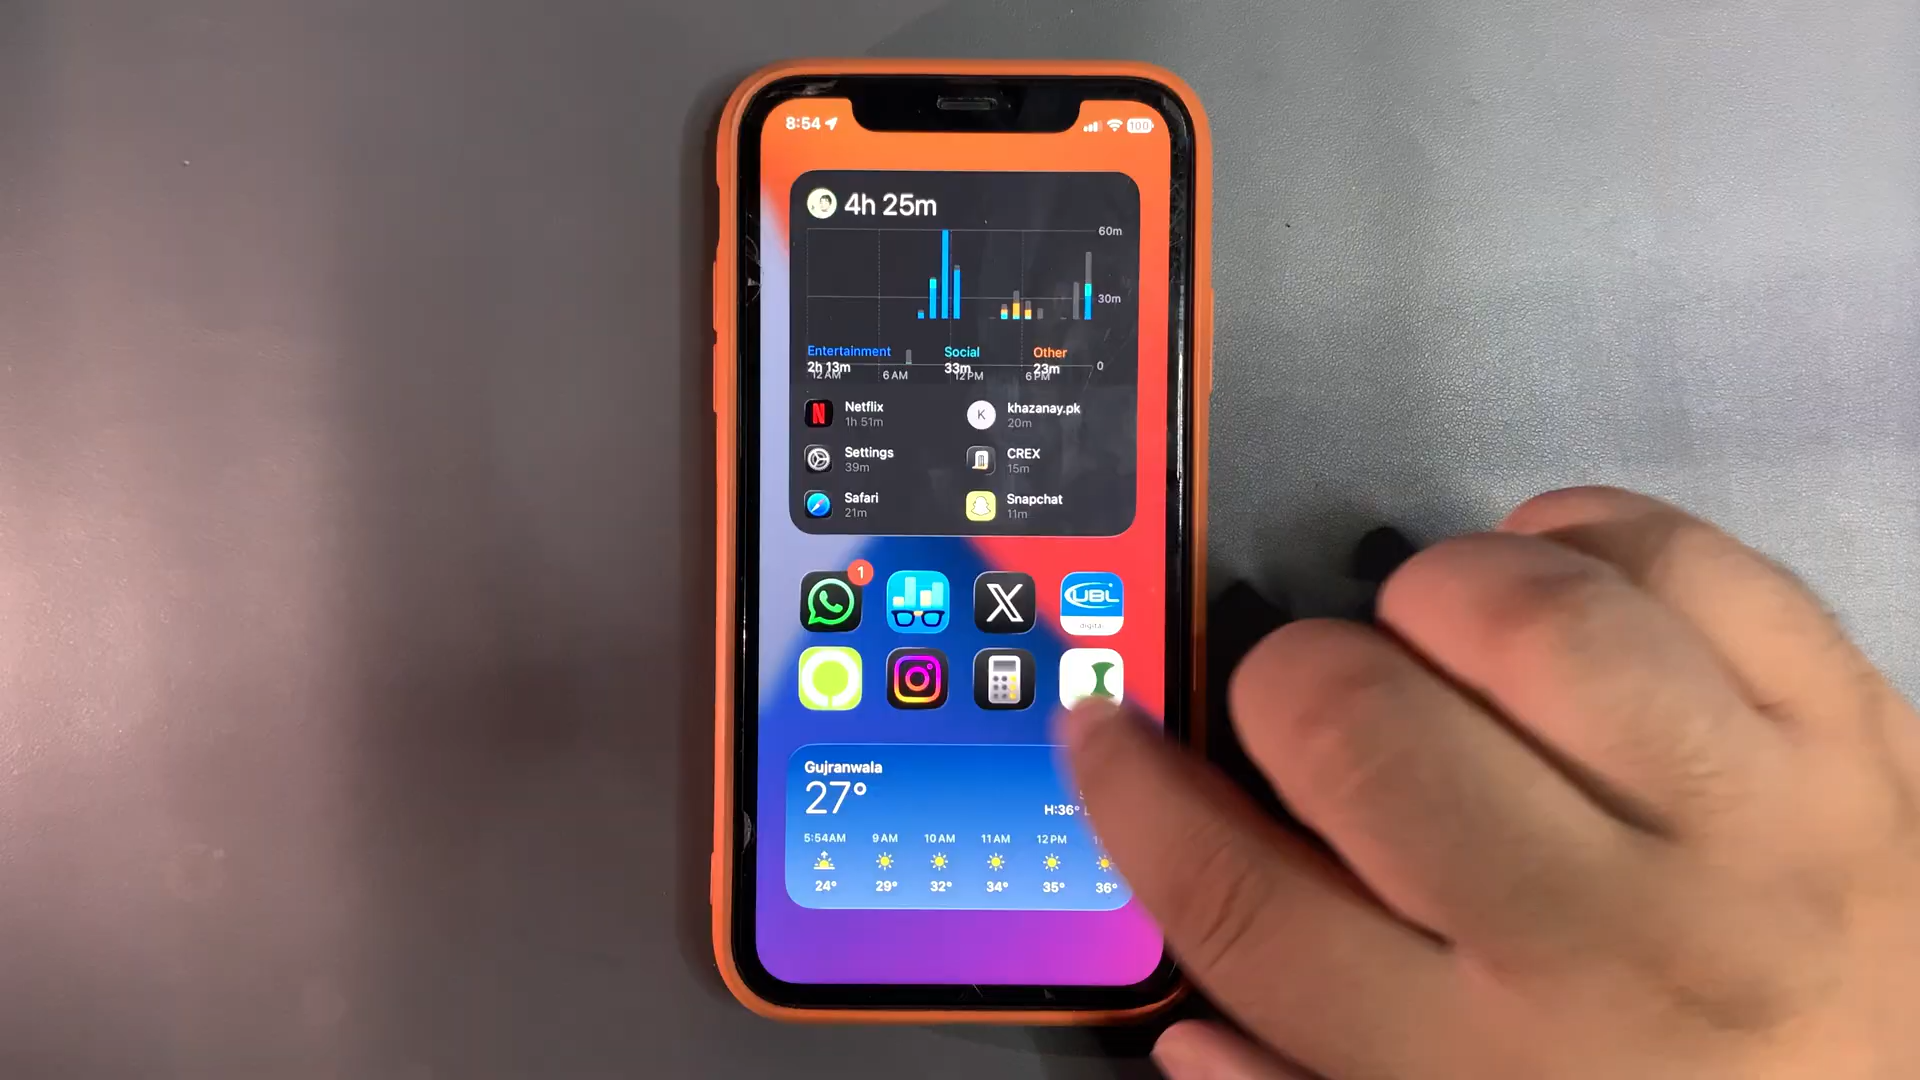 8:54
100
4h 25m
60m
30m
Entertainment Social Other
2h 13m 33m 23m
0
12 AM 6 AM 12 PM 6 PM
Netflix
1h 51m
khazanay.pk
20m
K
Settings
39m
CREX
15m
Safari
21m
Snapchat
11m
1
X
UBL
digital
Gujranwala
27°
H:36°
5:54AM 9 AM 10 AM 11 AM 12 PM
24° 29° 32° 34° 35° 36°